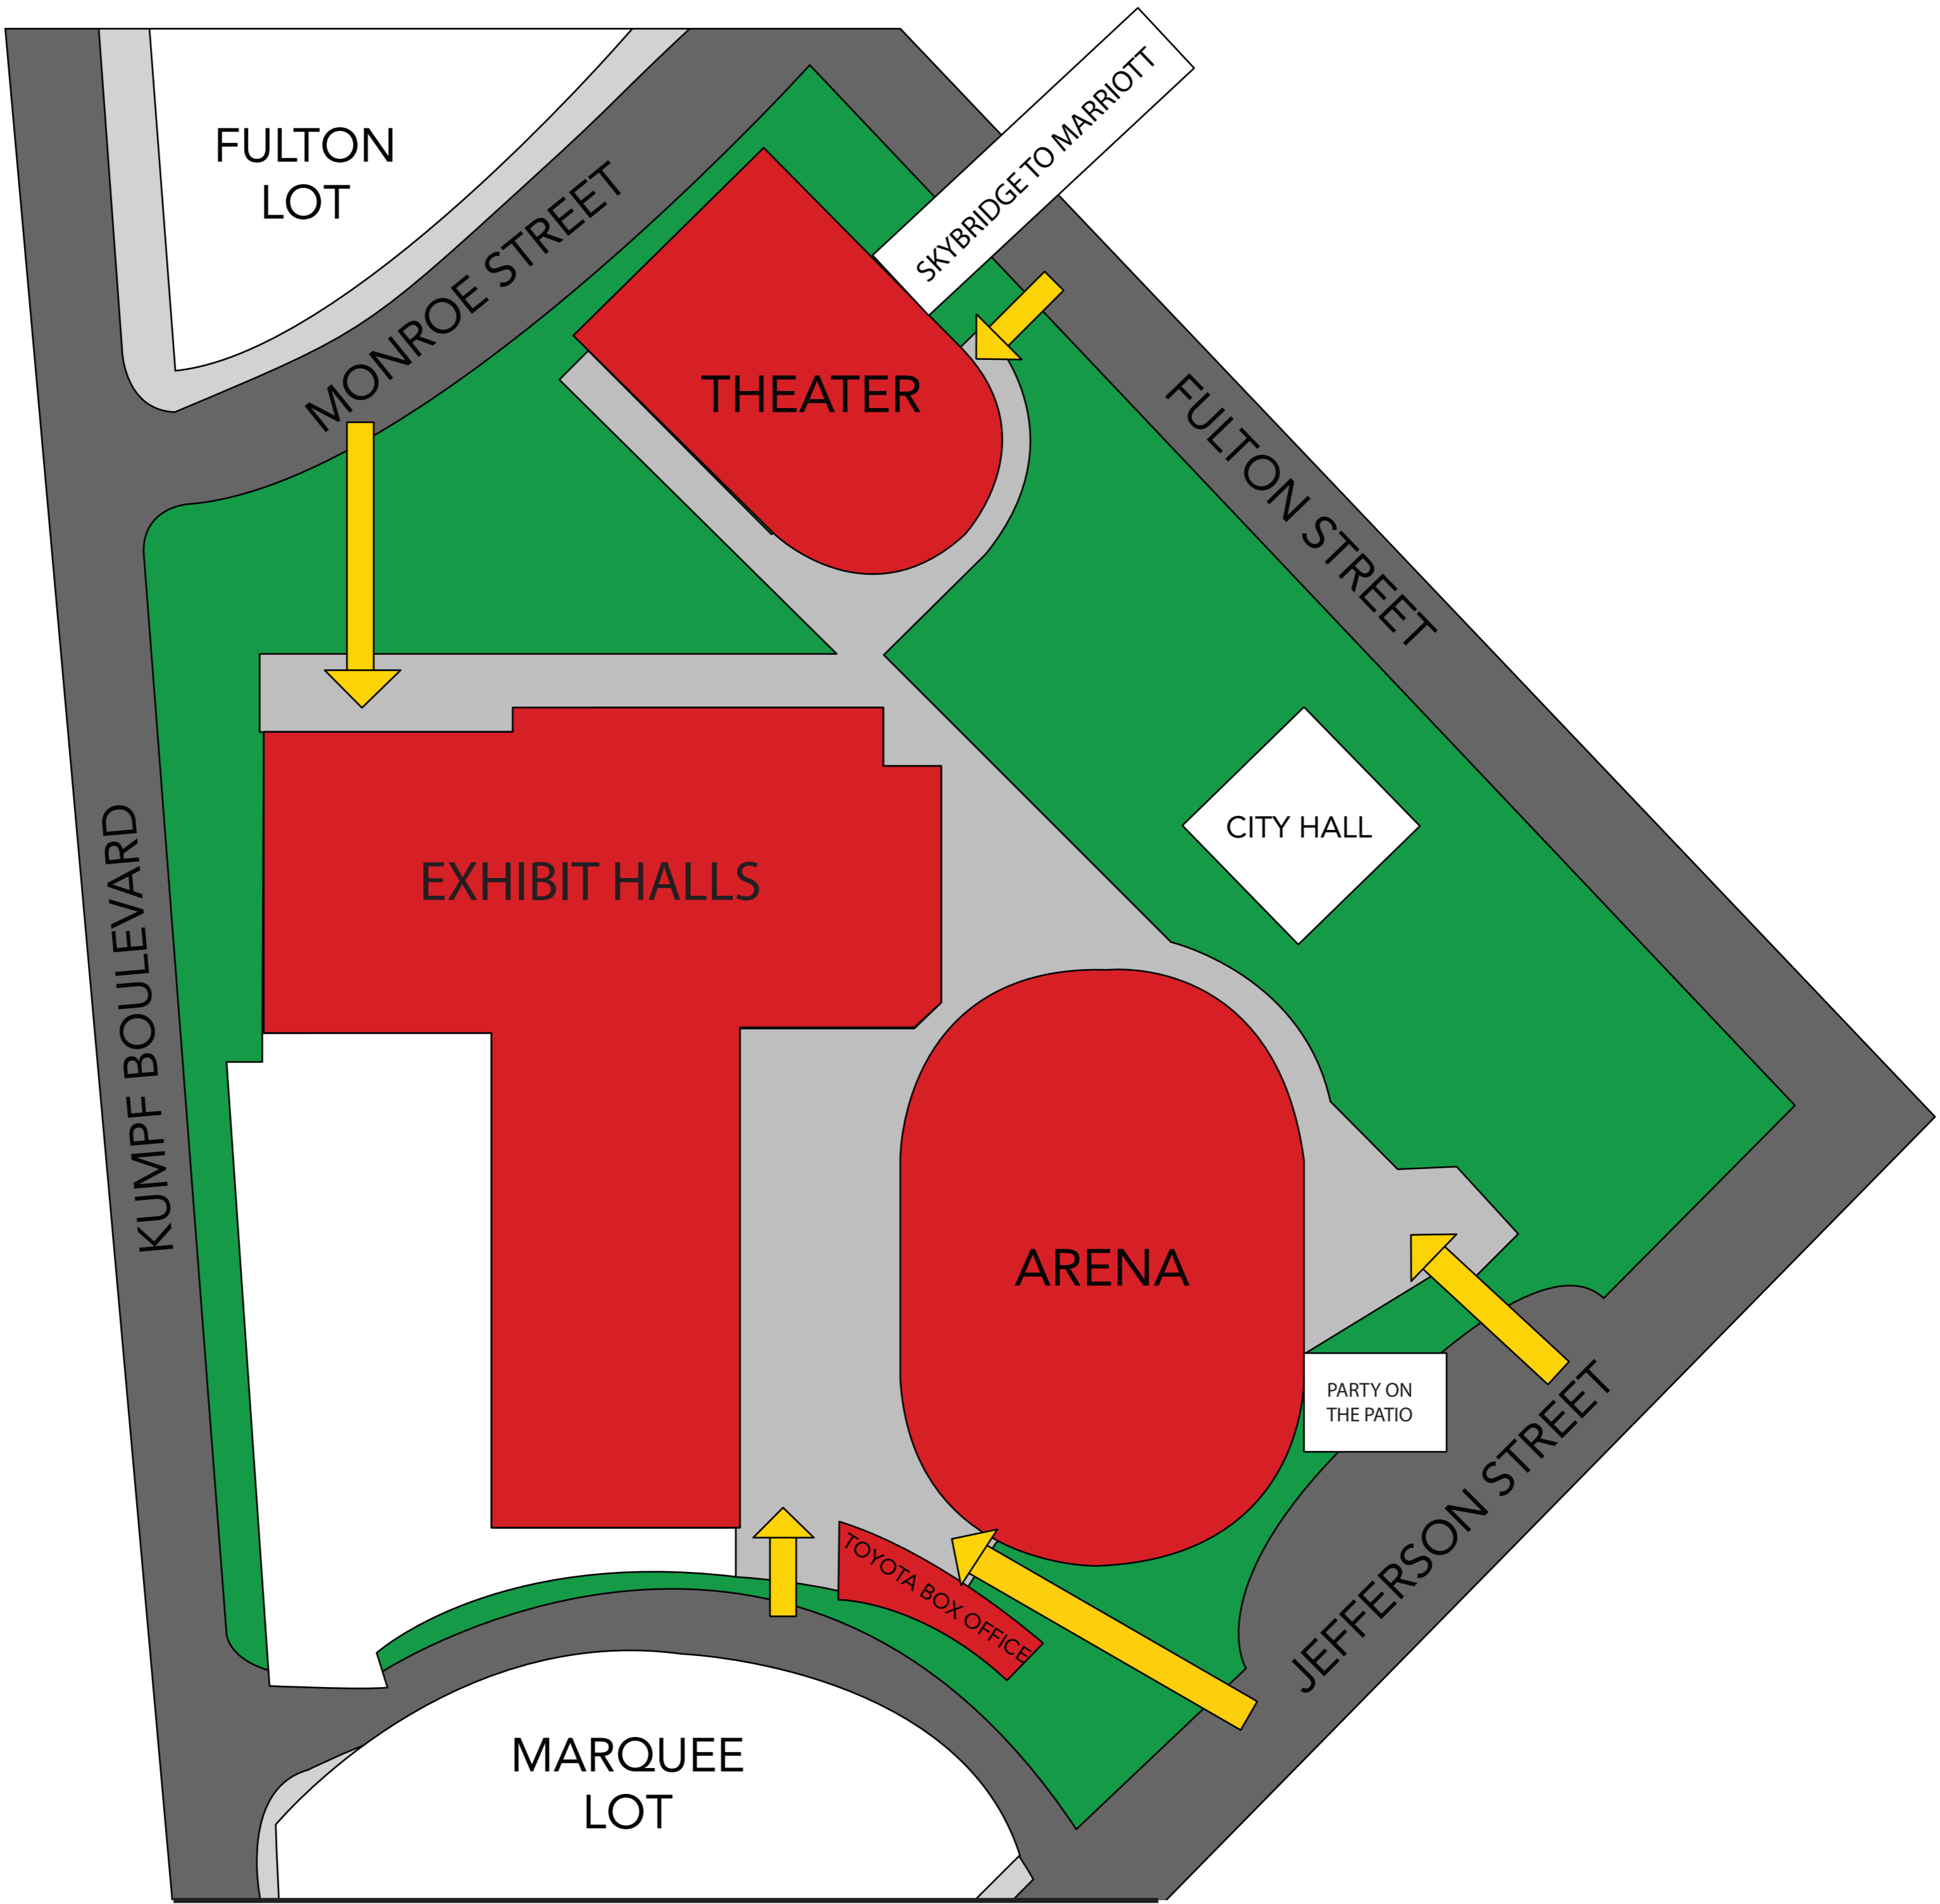 FULTON
LOT
SKYBRIDGE TO MARRIOTT
MONROE STREET
THEATER
FULTON STREET
CITY HALL
EXHIBIT HALLS
KUMPF BOULEVARD
ARENA
PARTY ON
THE PATIO
TOYOTA BOX OFFICE
JEFFERSON STREET
MARQUEE
LOT